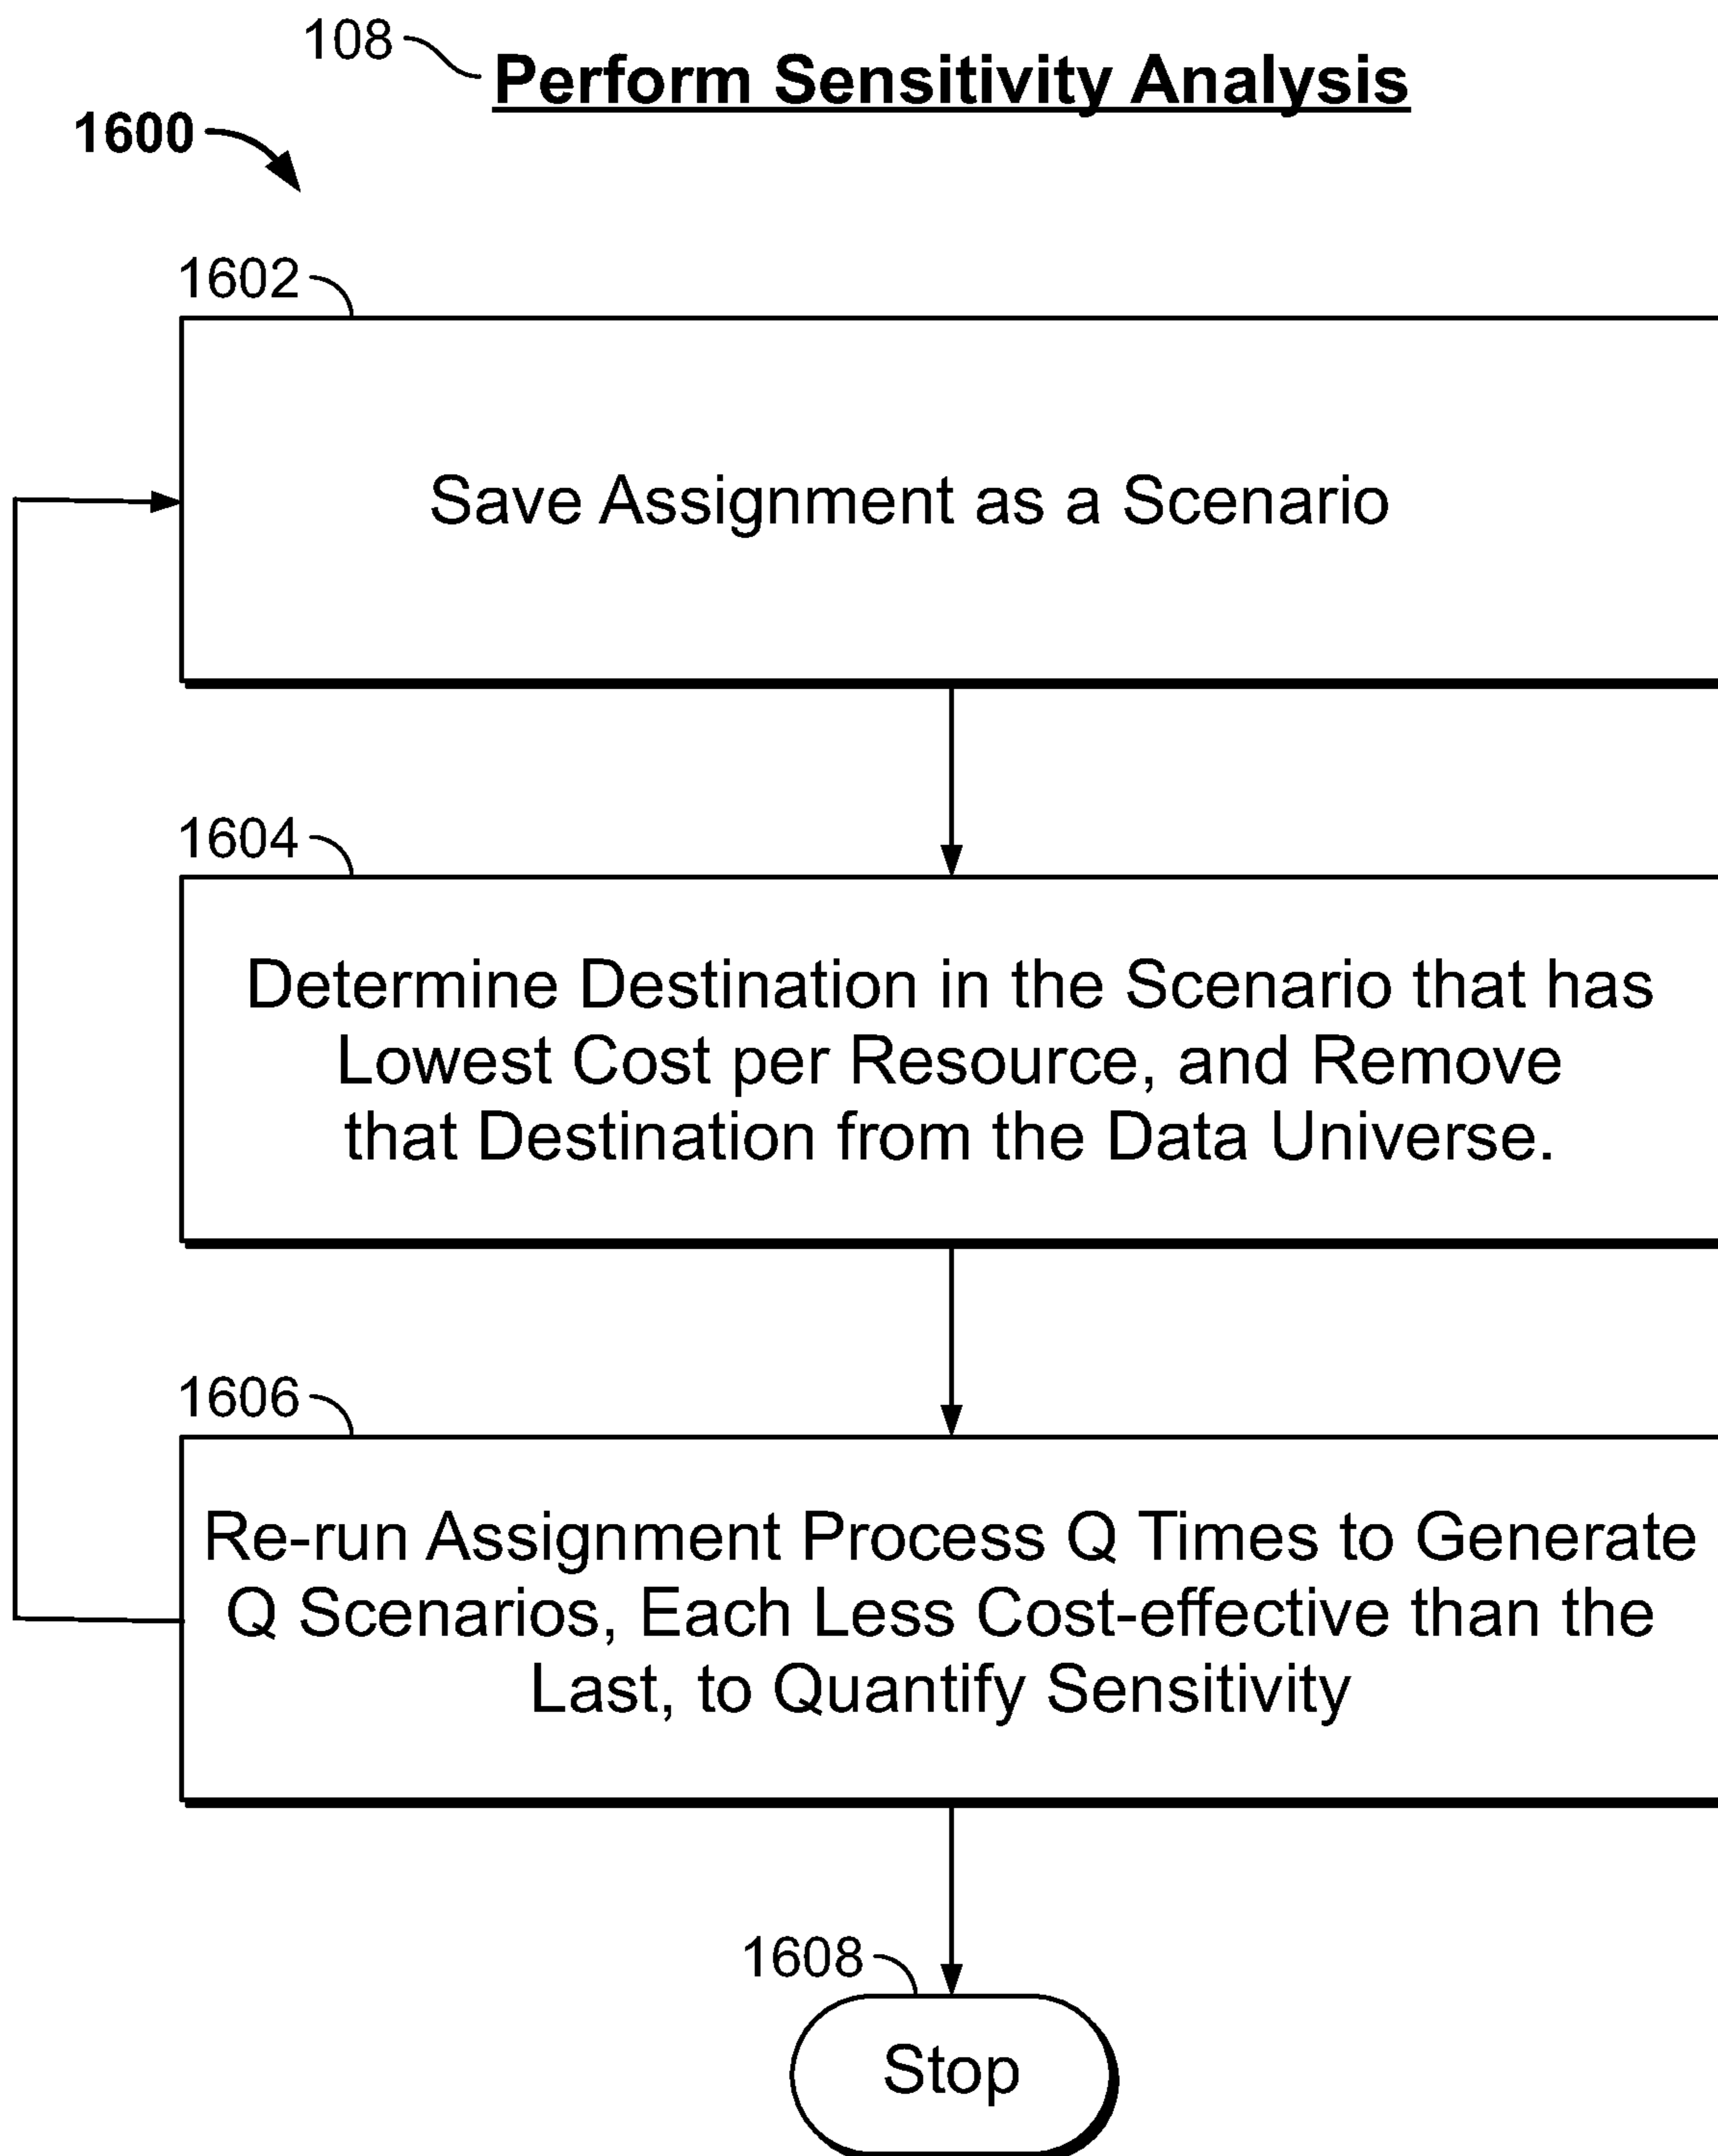 108
Perform Sensitivity Analysis
1600
1602
Save Assignment as a Scenario
1604
Determine Destination in the Scenario that has
Lowest Cost per Resource, and Remove
that Destination from the Data Universe.
1606
Re-run Assignment Process Q Times to Generate
Q Scenarios, Each Less Cost-effective than the
Last, to Quantify Sensitivity
1608
Stop